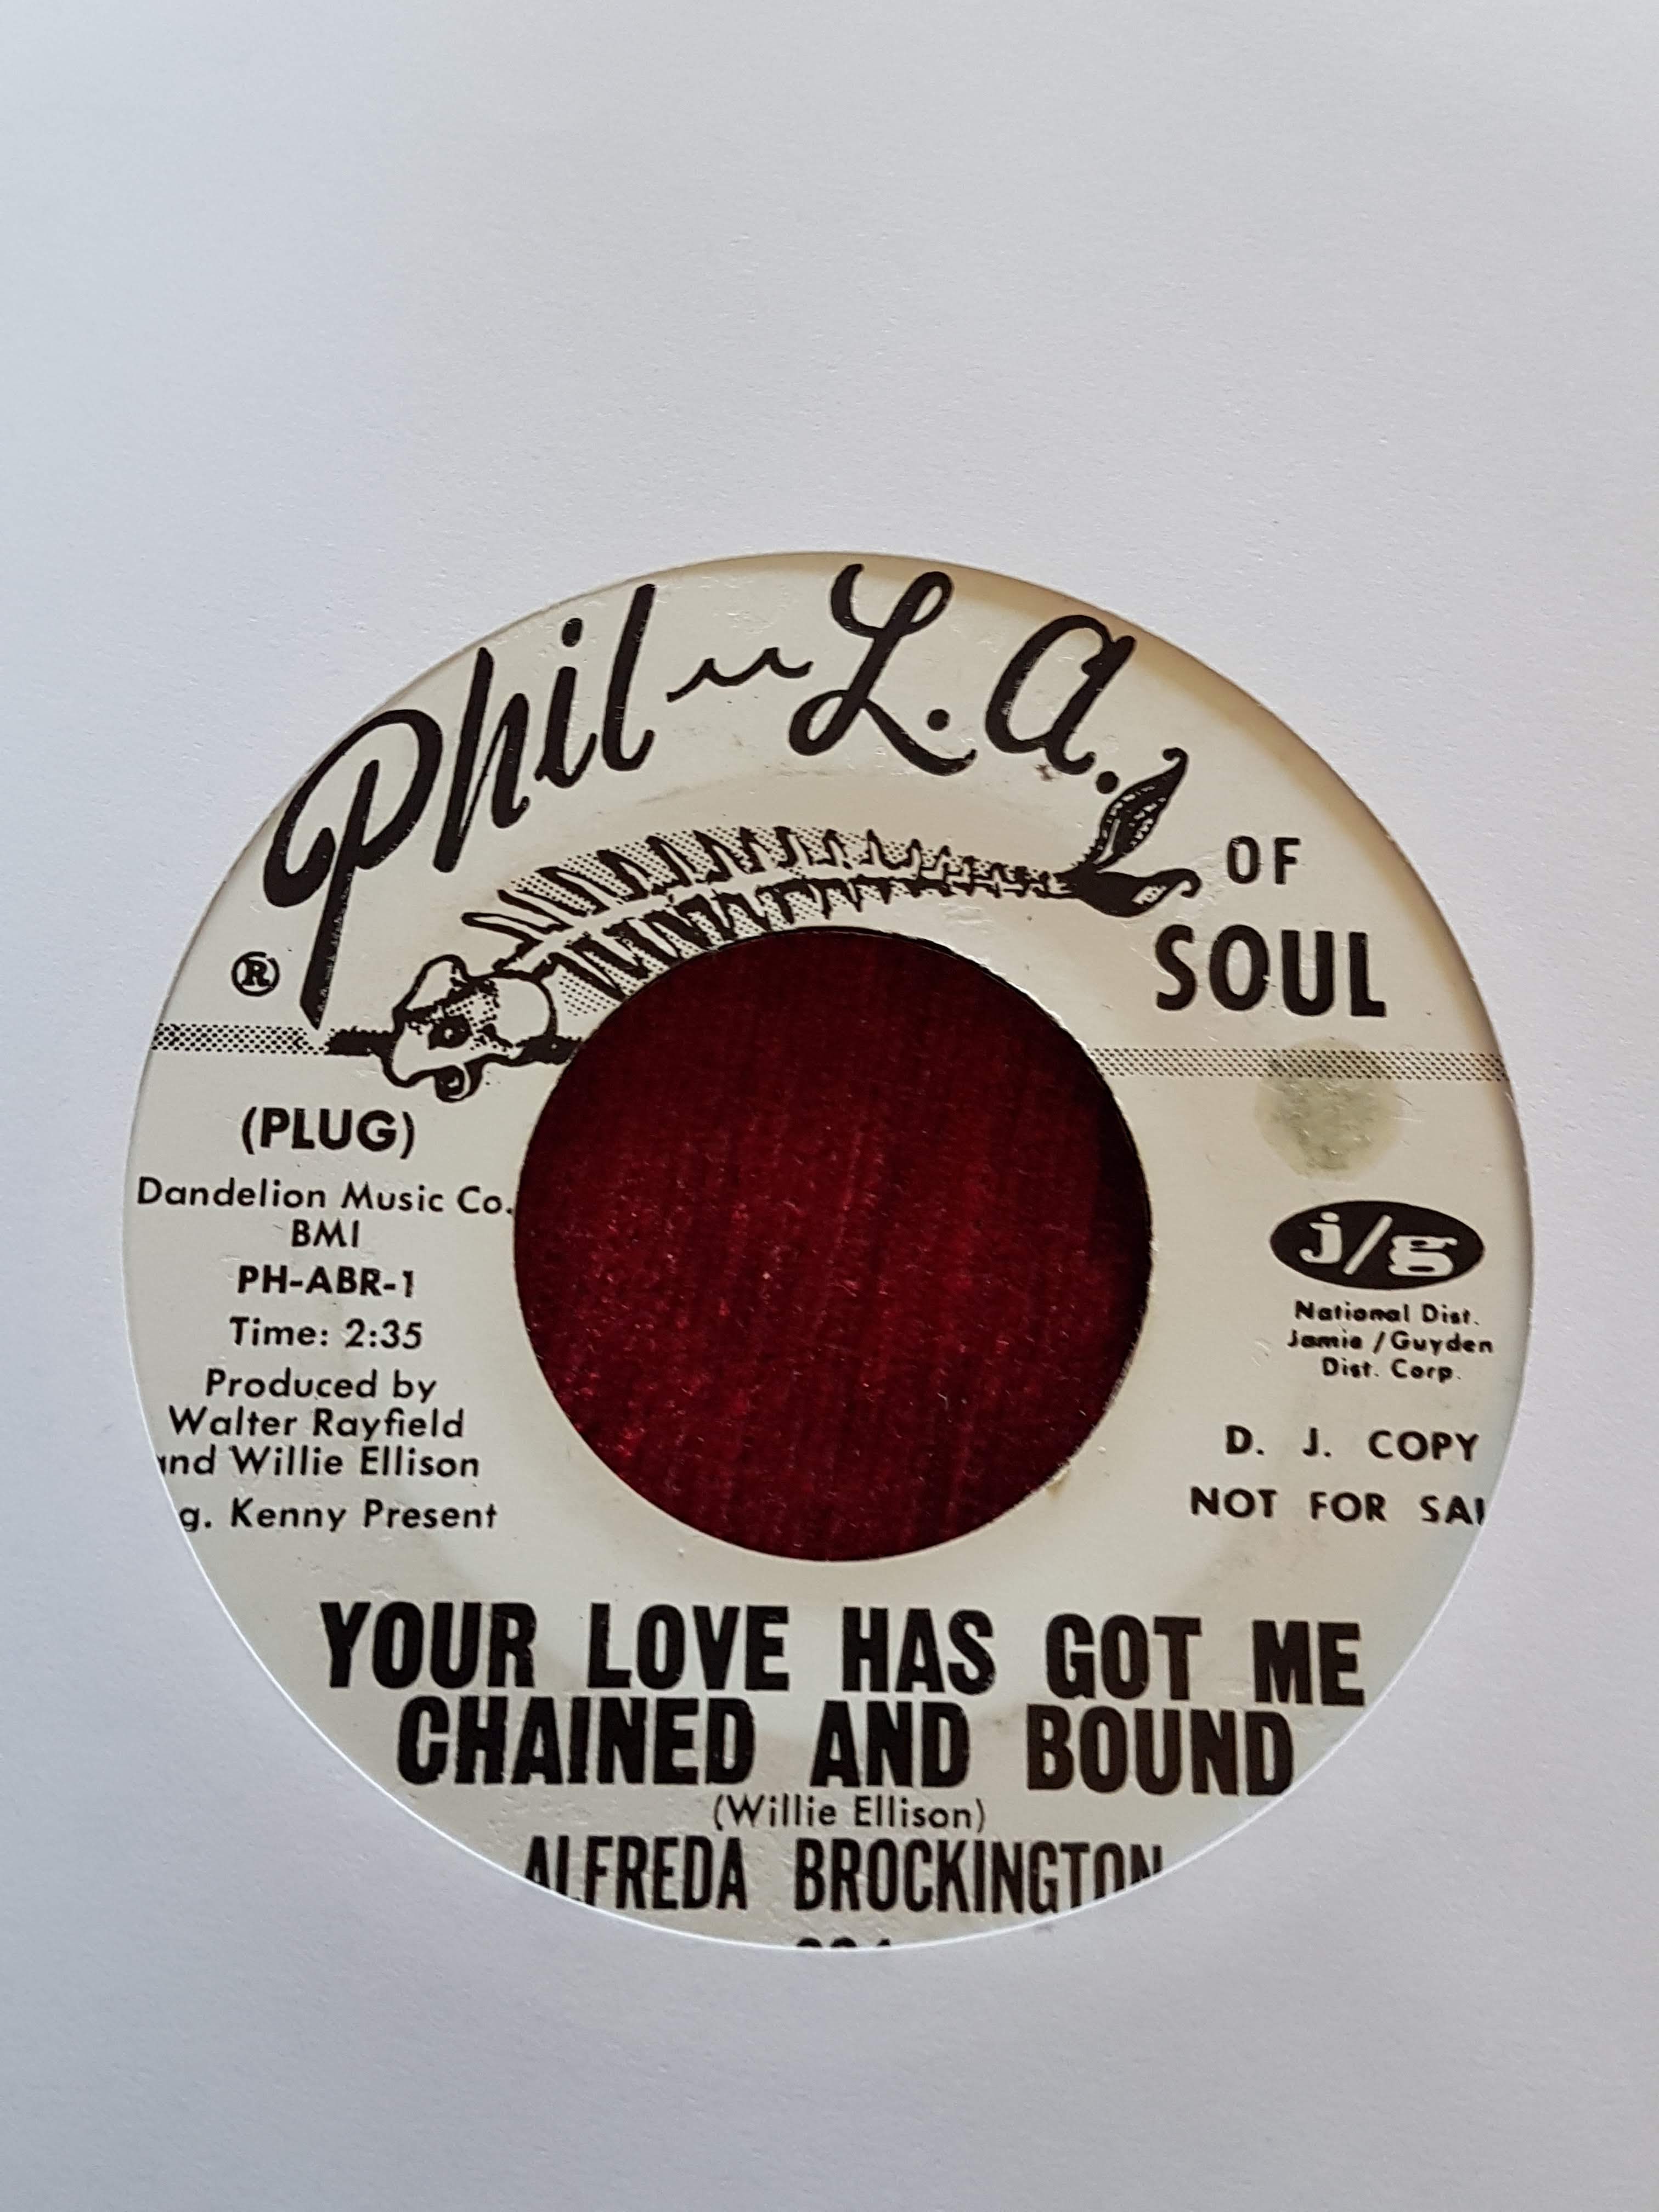 Phil-L.A.
OF
SOUL
®
(PLUG)
Dandelion Music Co.
BMI
PH-ABR-1
Time: 2:35
Produced by
Walter Rayfield
and Willie Ellison
g. Kenny Present
j/g
National Dist.
Jamie/Guyden
Dist. Corp.
D. J. COPY
NOT FOR SAL
YOUR LOVE HAS GOT ME
CHAINED AND BOUND
(Willie Ellison)
ALFREDA BROCKINGTON